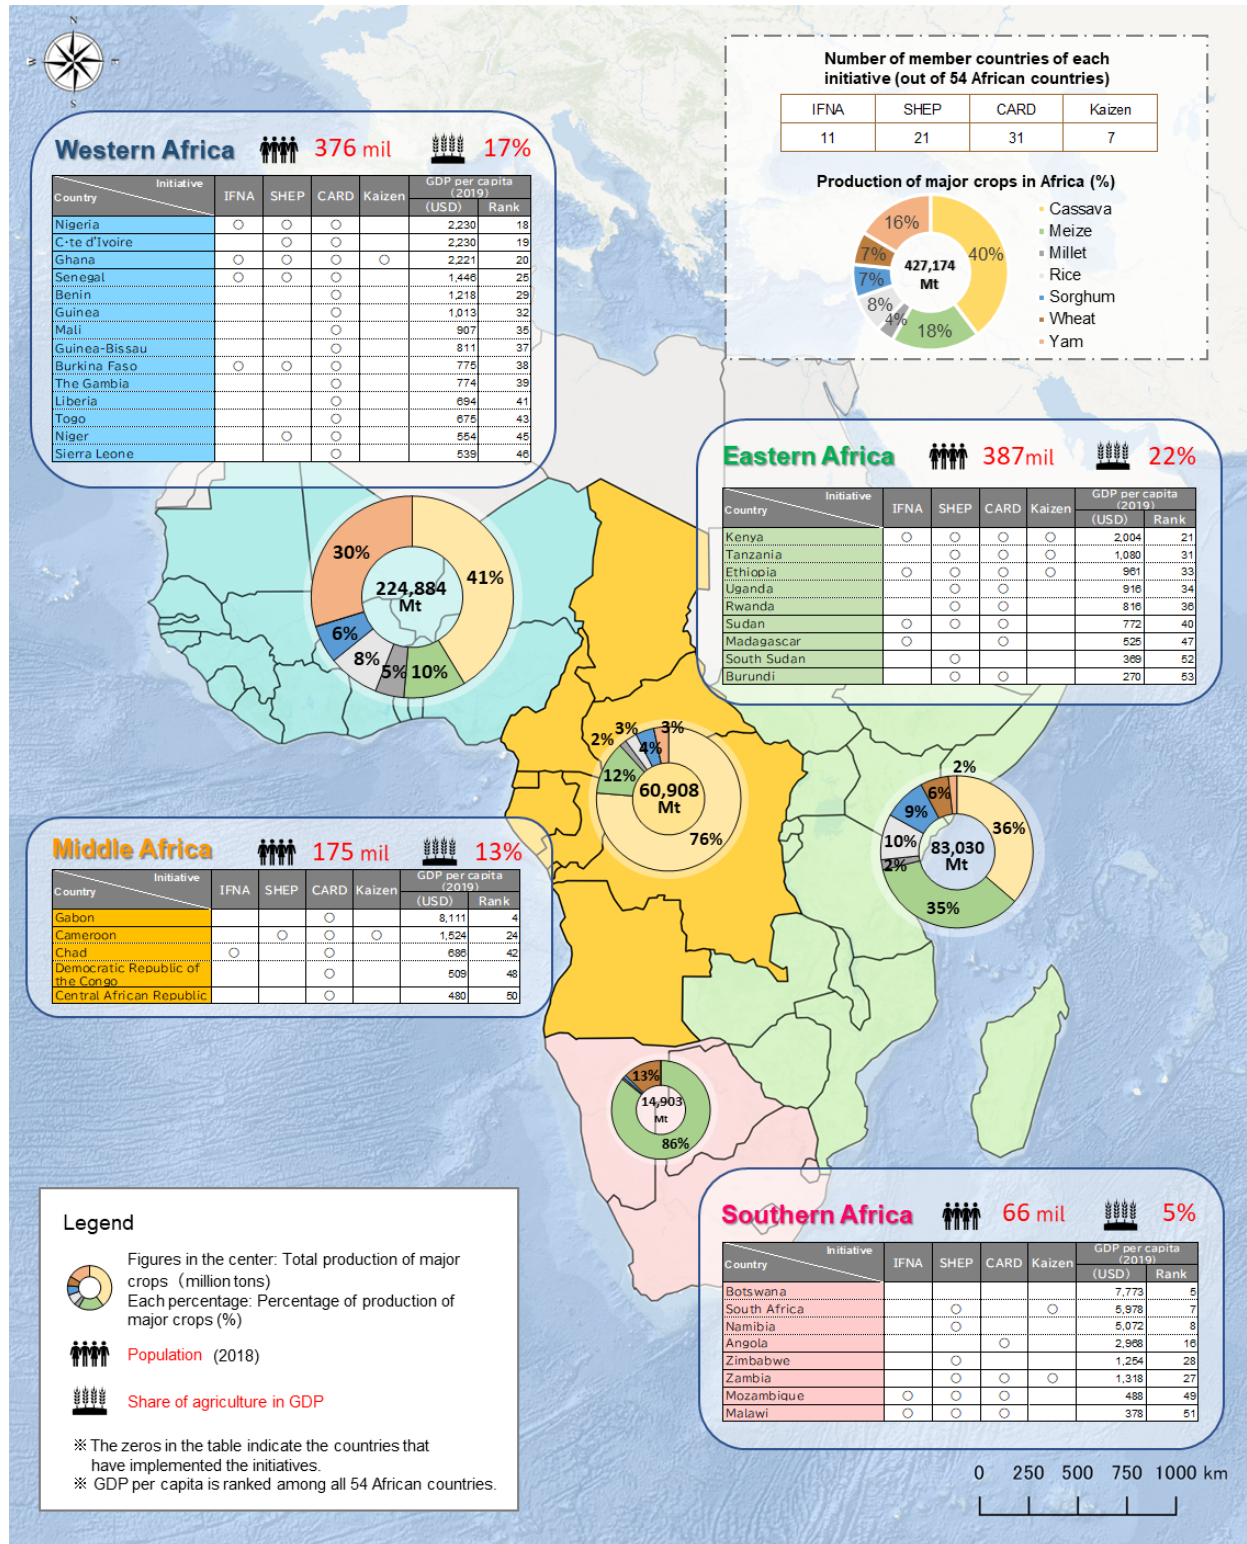 N
W
E
S
Number of member countries of each
initiative (out of 54 African countries)
IFNA SHEP CARD Kaizen
11 21 31 7
Production of major crops in Africa (%)
16%
40%
7%
7%
8%
4%
18%
427,174
Mt
Cassava
Meize
Millet
Rice
Sorghum
Wheat
Yam
Western Africa 376 mil 17%
Initiative
Country
IFNA SHEP CARD Kaizen GDP per capita
(2019)
(USD) Rank
Nigeria ○ ○ ○ 2,230 18
C・te d'Ivoire ○ ○ 2,230 19
Ghana ○ ○ ○ ○ 2,221 20
Senegal ○ ○ ○ 1,446 25
Benin ○ 1,218 29
Guinea ○ 1,013 32
Mali ○ 907 35
Guinea-Bissau ○ 811 37
Burkina Faso ○ ○ ○ 775 38
The Gambia ○ 774 39
Liberia ○ 694 41
Togo ○ 675 43
Niger ○ ○ 554 45
Sierra Leone ○ 539 46
30%
41%
6%
8%
5%
10%
224,884
Mt
Eastern Africa 387mil 22%
Initiative
Country
IFNA SHEP CARD Kaizen GDP per capita
(2019)
(USD) Rank
Kenya ○ ○ ○ ○ 2,004 21
Tanzania ○ ○ ○ 1,080 31
Ethiopia ○ ○ ○ ○ 961 33
Uganda ○ ○ 916 34
Rwanda ○ ○ 816 36
Sudan ○ ○ ○ 772 40
Madagascar ○ ○ 525 47
South Sudan ○ 369 52
Burundi ○ ○ 270 53
2%
3%
4%
3%
12%
76%
60,908
Mt
2%
6%
9%
10%
2%
35%
36%
83,030
Mt
Middle Africa 175 mil 13%
Initiative
Country
IFNA SHEP CARD Kaizen GDP per capita
(2019)
(USD) Rank
Gabon ○ 8,111 4
Cameroon ○ ○ ○ 1,524 24
Chad ○ ○ 686 42
Democratic Republic of
the Congo ○ 509 48
Central African Republic ○ 480 50
13%
14,903
Mt
86%
Southern Africa 66 mil 5%
Initiative
Country
IFNA SHEP CARD Kaizen GDP per capita
(2019)
(USD) Rank
Botswana 7,773 5
South Africa ○ ○ 5,978 7
Namibia ○ 5,072 8
Angola ○ 2,968 16
Zimbabwe ○ 1,254 28
Zambia ○ ○ ○ 1,318 27
Mozambique ○ ○ ○ 488 49
Malawi ○ ○ ○ 378 51
Legend
Figures in the center: Total production of major
crops (million tons)
Each percentage: Percentage of production of
major crops (%)
Population (2018)
Share of agriculture in GDP
※ The zeros in the table indicate the countries that
have implemented the initiatives.
※ GDP per capita is ranked among all 54 African countries.
0 250 500 750 1000 km